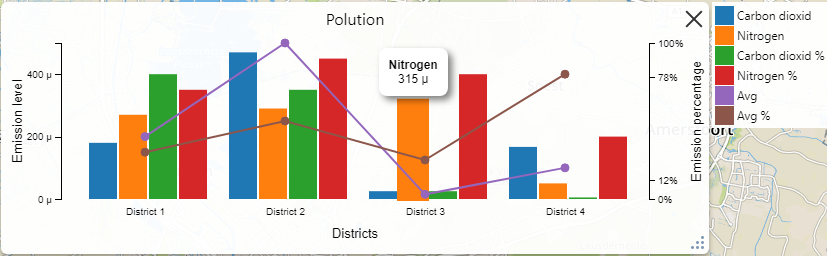 Polution
Carbon dioxid
Nitrogen
Carbon dioxid %
Nitrogen %
Avg
Avg %
Emission level
400 µ
200 µ
0 µ
Nitrogen
315 µ
100%
78%
12%
0%
Emission percentage
District 1
District 2
District 3
District 4
Districts